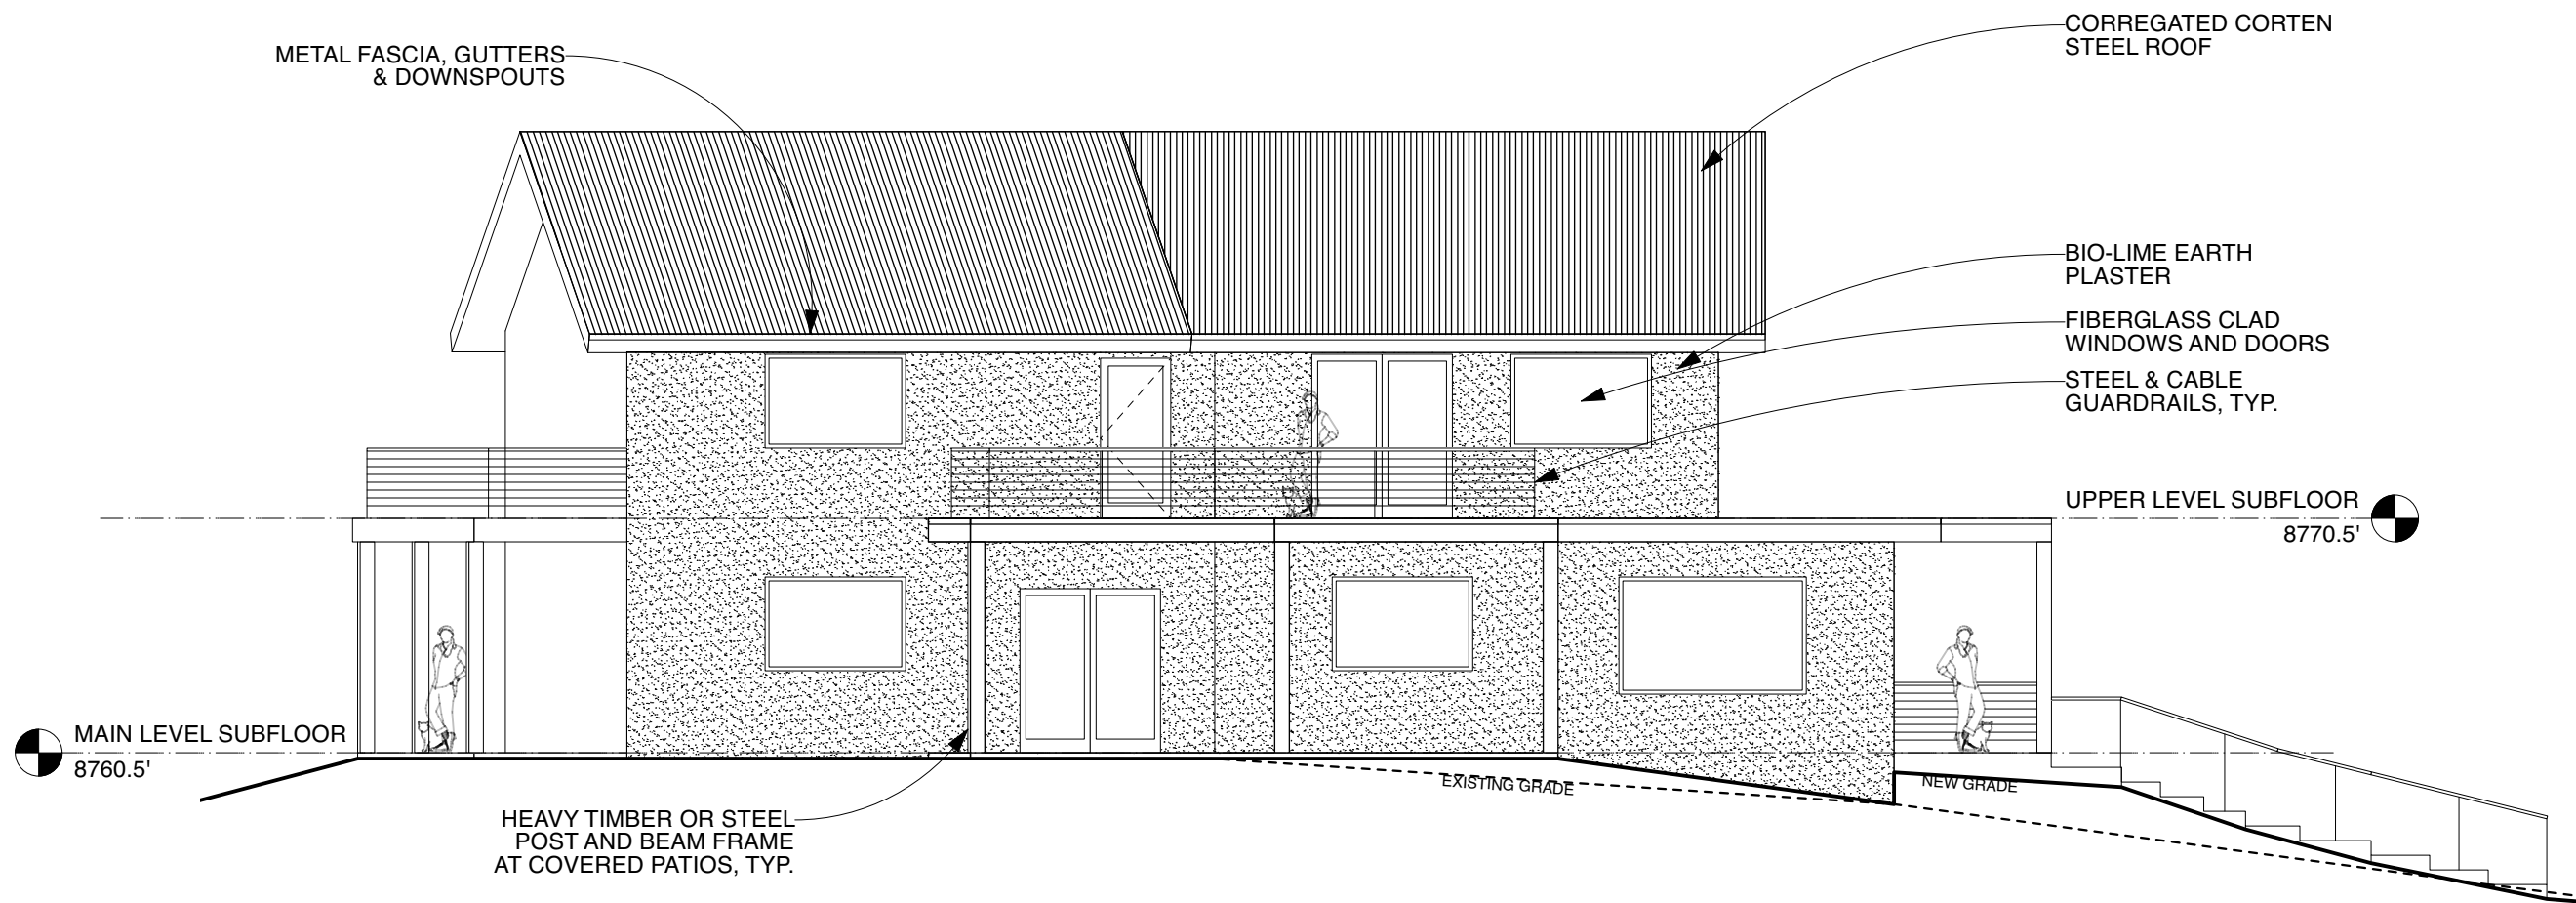 METAL FASCIA, GUTTERS
& DOWNSPOUTS
CORREGATED CORTEN
STEEL ROOF
BIO-LIME EARTH
PLASTER
FIBERGLASS CLAD
WINDOWS AND DOORS
STEEL & CABLE
GUARDRAILS, TYP.
UPPER LEVEL SUBFLOOR
8770.5'
MAIN LEVEL SUBFLOOR
8760.5'
EXISTING GRADE
NEW GRADE
HEAVY TIMBER OR STEEL
POST AND BEAM FRAME
AT COVERED PATIOS, TYP.